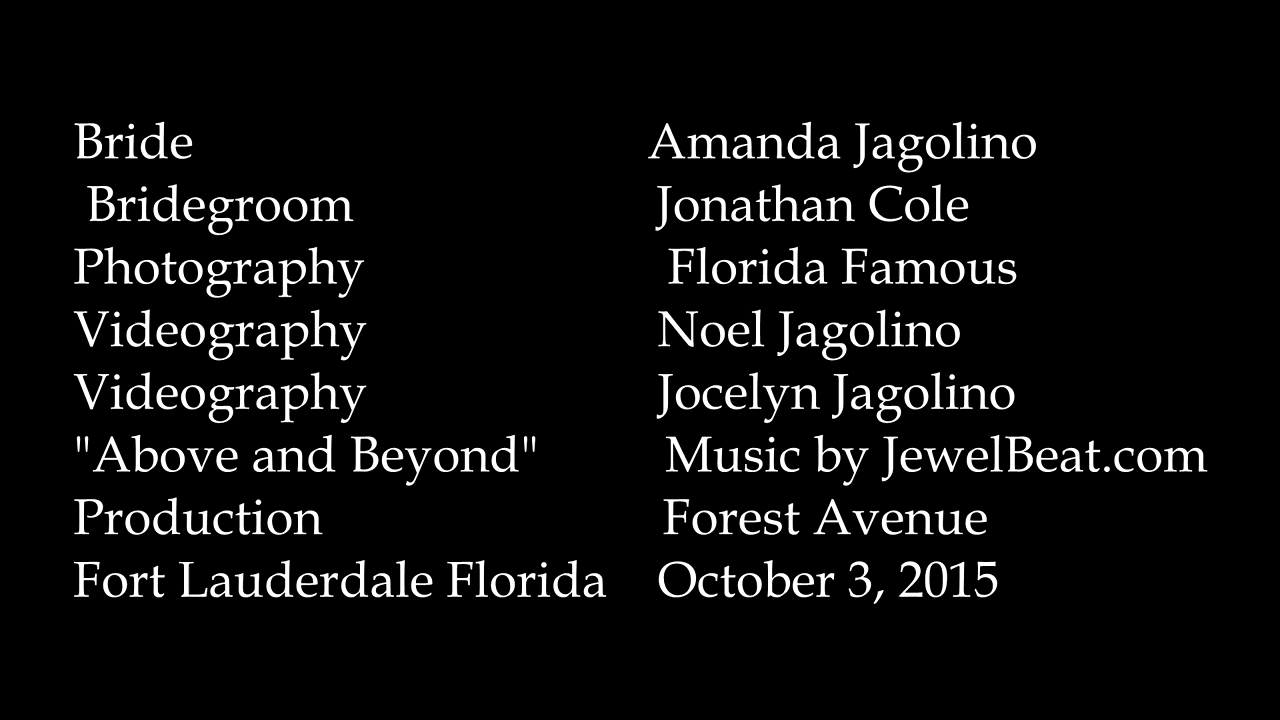 Bride Amanda Jagolino
Bridegroom Jonathan Cole
Photography Florida Famous
Videography Noel Jagolino
Videography Jocelyn Jagolino
"Above and Beyond" Music by JewelBeat.com
Production Forest Avenue
Fort Lauderdale Florida October 3, 2015